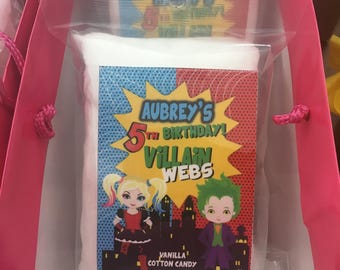 AUBREY'S
5TH BIRTHDAY!
VILLAIN
WEBS
VANILLA
COTTON CANDY